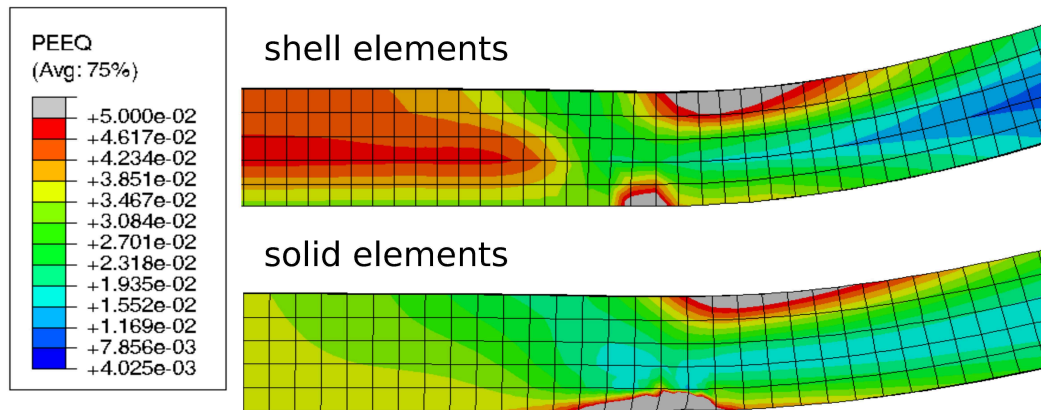 PEEQ
(Avg: 75%)
+5.000e-02
+4.617e-02
+4.234e-02
+3.851e-02
+3.467e-02
+3.084e-02
+2.701e-02
+2.318e-02
+1.935e-02
+1.552e-02
+1.169e-02
+7.856e-03
+4.025e-03
shell elements
solid elements